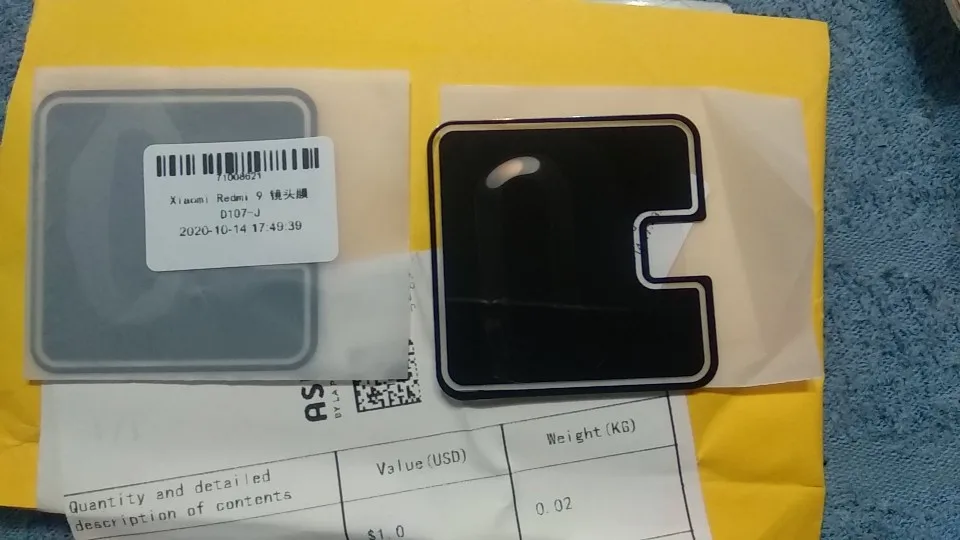 71008621
Xiaomi Redmi 9 镜头膜
D107-J
2020-10-14 17:49:39
AS
Quantity and detailed
description of contents
Value(USD)
Weight(KG)
$1.0
0.02